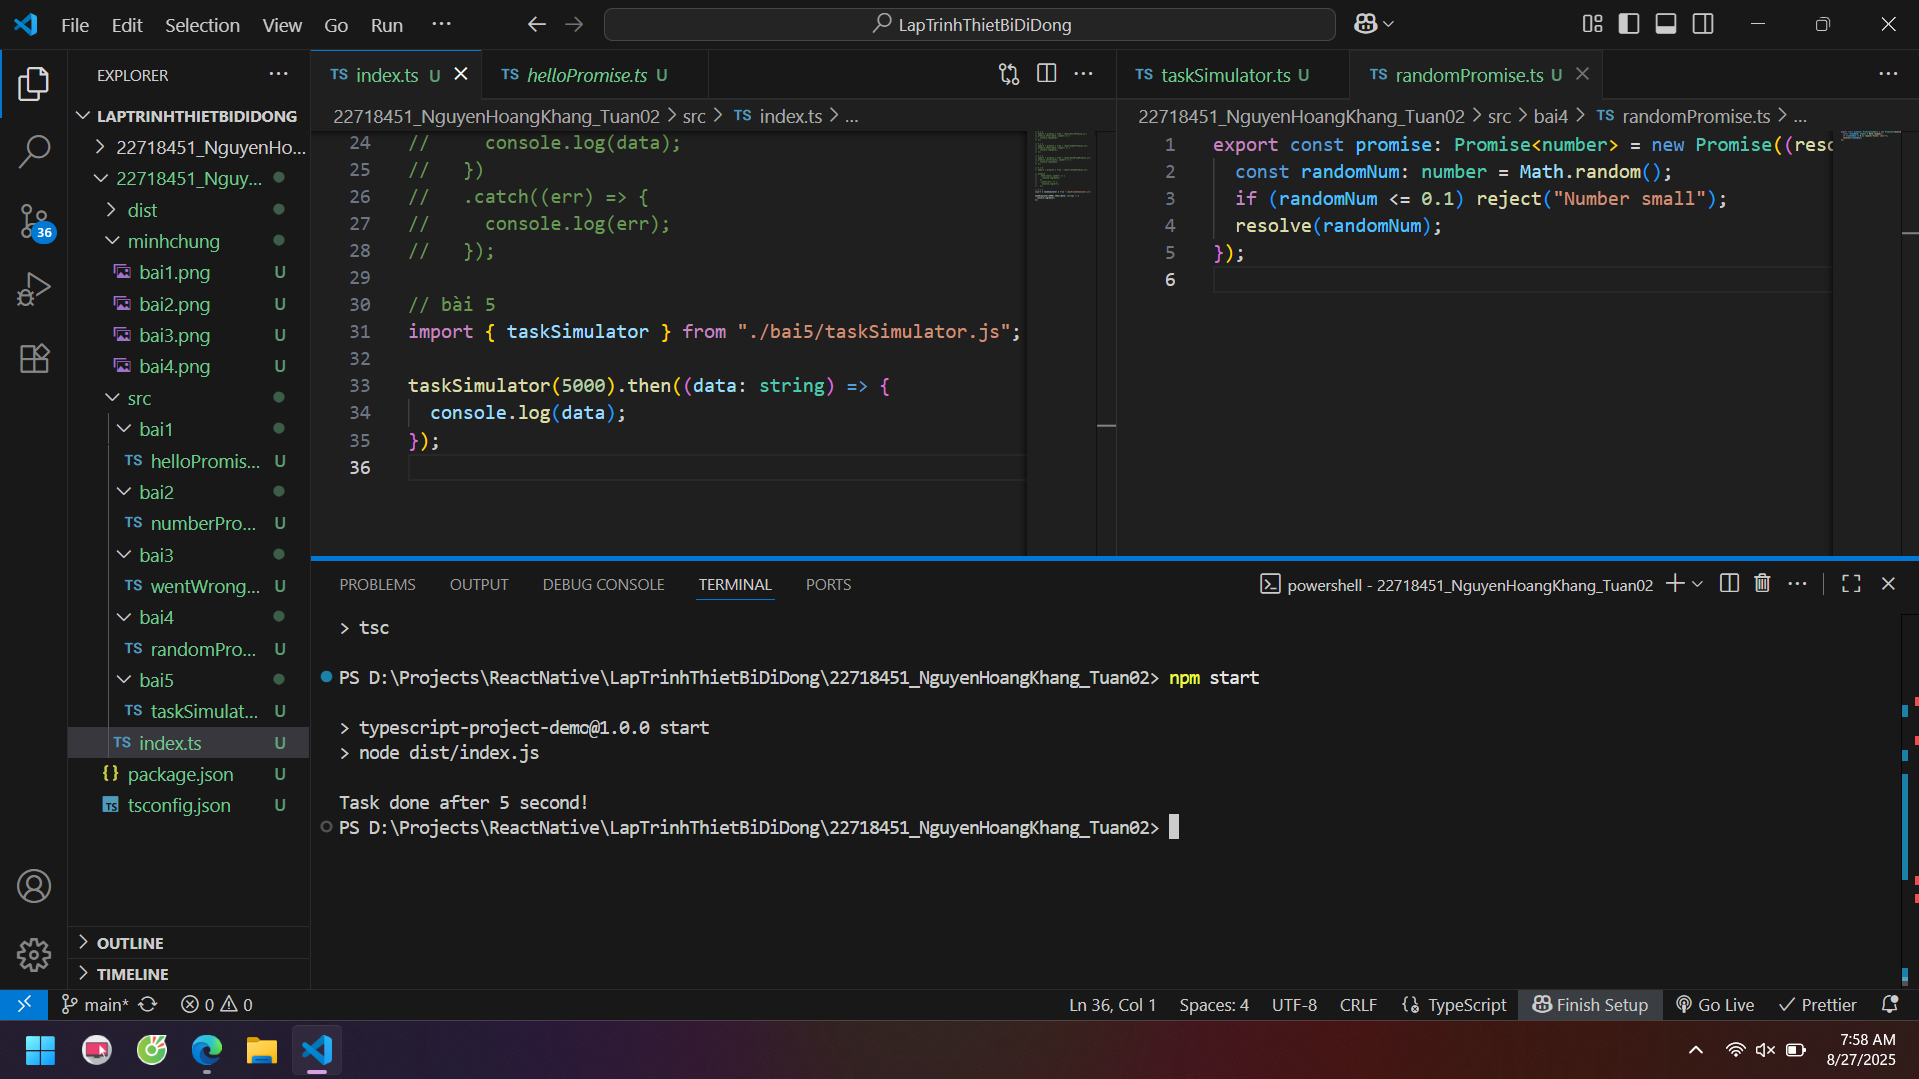 File Edit Selection View Go Run ··· LapTrinhThietBiDiDong
EXPLORER ···
LAPTRINHTHIETBIDIDONG
22718451_NguyenHo...
22718451_Nguy...
dist
minhchung
bai1.png U
bai2.png U
bai3.png U
bai4.png U
src
bai1
TS helloPromis... U
bai2
TS numberPro... U
bai3
TS wentWrong... U
bai4
TS randomPro... U
bai5
TS taskSimulat... U
TS index.ts U
{} package.json U
TS tsconfig.json U
OUTLINE
TIMELINE
TS index.ts U TS helloPromise.ts U
22718451_NguyenHoangKhang_Tuan02 > src > TS index.ts > ...
24 //     console.log(data);
25 //   })
26 //   .catch((err) => {
27 //     console.log(err);
28 //   });
29
30 // bài 5
31 import { taskSimulator } from "./bai5/taskSimulator.js";
32
33 taskSimulator(5000).then((data: string) => {
34   console.log(data);
35 });
36
TS taskSimulator.ts U TS randomPromise.ts U
22718451_NguyenHoangKhang_Tuan02 > src > bai4 > TS randomPromise.ts > ...
1 export const promise: Promise<number> = new Promise((reso
2   const randomNum: number = Math.random();
3   if (randomNum <= 0.1) reject("Number small");
4   resolve(randomNum);
5 });
6
PROBLEMS OUTPUT DEBUG CONSOLE TERMINAL PORTS powershell - 22718451_NguyenHoangKhang_Tuan02
> tsc
PS D:\Projects\ReactNative\LapTrinhThietBiDiDong\22718451_NguyenHoangKhang_Tuan02> npm start
> typescript-project-demo@1.0.0 start
> node dist/index.js
Task done after 5 second!
PS D:\Projects\ReactNative\LapTrinhThietBiDiDong\22718451_NguyenHoangKhang_Tuan02>
36
main* 0 0 Ln 36, Col 1 Spaces: 4 UTF-8 CRLF {} TypeScript Finish Setup Go Live Prettier
7:58 AM
8/27/2025